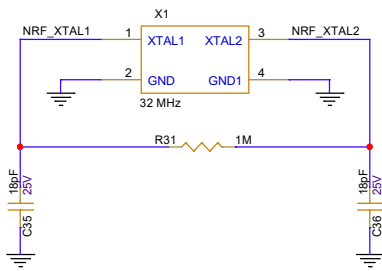 X1
NRF_XTAL1 1 XTAL1 XTAL2 3 NRF_XTAL2
2 GND GND1 4
32 MHz
R31 1M
18pF 25V C35
18pF 25V C36